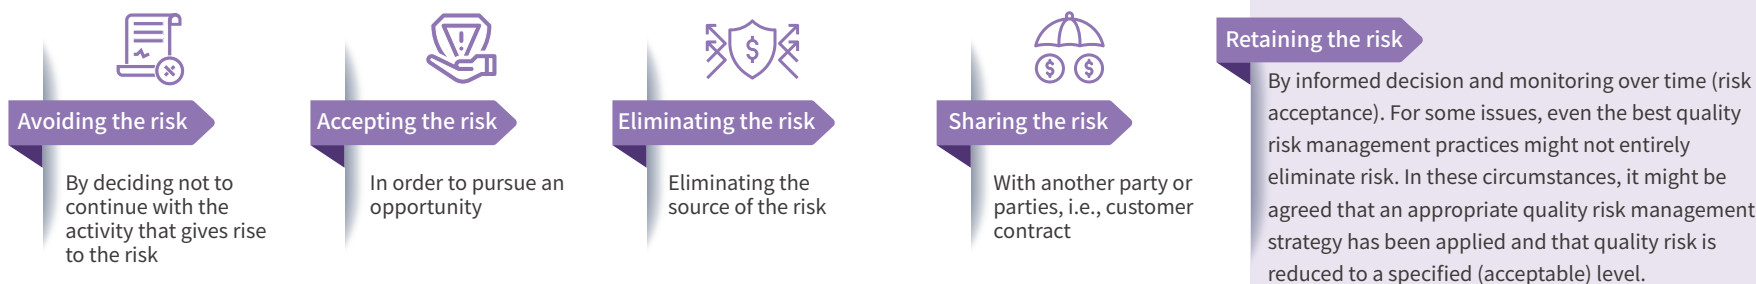 Avoiding the risk
By deciding not to
continue with the
activity that gives rise
to the risk
Accepting the risk
In order to pursue an
opportunity
Eliminating the risk
Eliminating the
source of the risk
Sharing the risk
With another party or
parties, i.e., customer
contract
Retaining the risk
By informed decision and monitoring over time (risk
acceptance). For some issues, even the best quality
risk management practices might not entirely
eliminate risk. In these circumstances, it might be
agreed that an appropriate quality risk management
strategy has been applied and that quality risk is
reduced to a specified (acceptable) level.